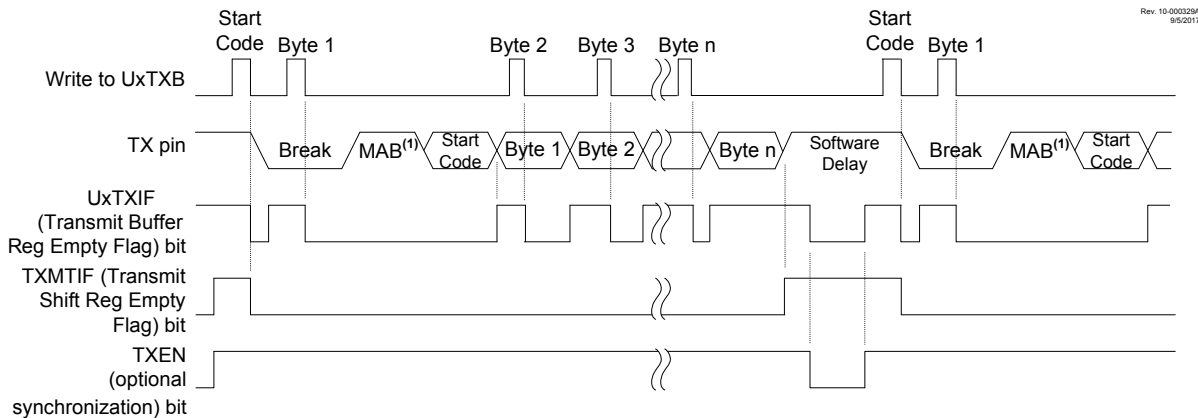 Rev. 10-000329A
9/5/2017
Start
Code
Byte 1
Byte 2
Byte 3
Byte n
Start
Code
Byte 1
Write to UxTXB
TX pin
Break
MAB(1)
Start
Code
Byte 1
Byte 2
Byte n
Software
Delay
Break
MAB(1)
Start
Code
UxTXIF
(Transmit Buffer
Reg Empty Flag) bit
TXMTIF (Transmit
Shift Reg Empty
Flag) bit
TXEN
(optional
synchronization) bit